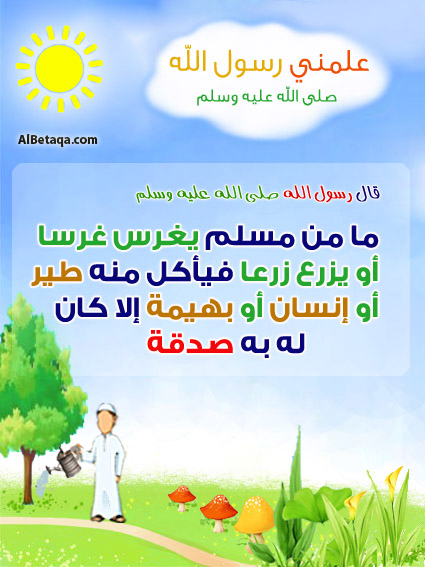 علمني رسول الله
صلى الله عليه وسلم
AlBetaqa.com
قال رسول الله صلى الله عليه وسلم
ما من مسلم يغرس غرسا
أو يزرع زرعا فيأكل منه طير
أو إنسان أو بهيمة إلا كان
له به صدقة